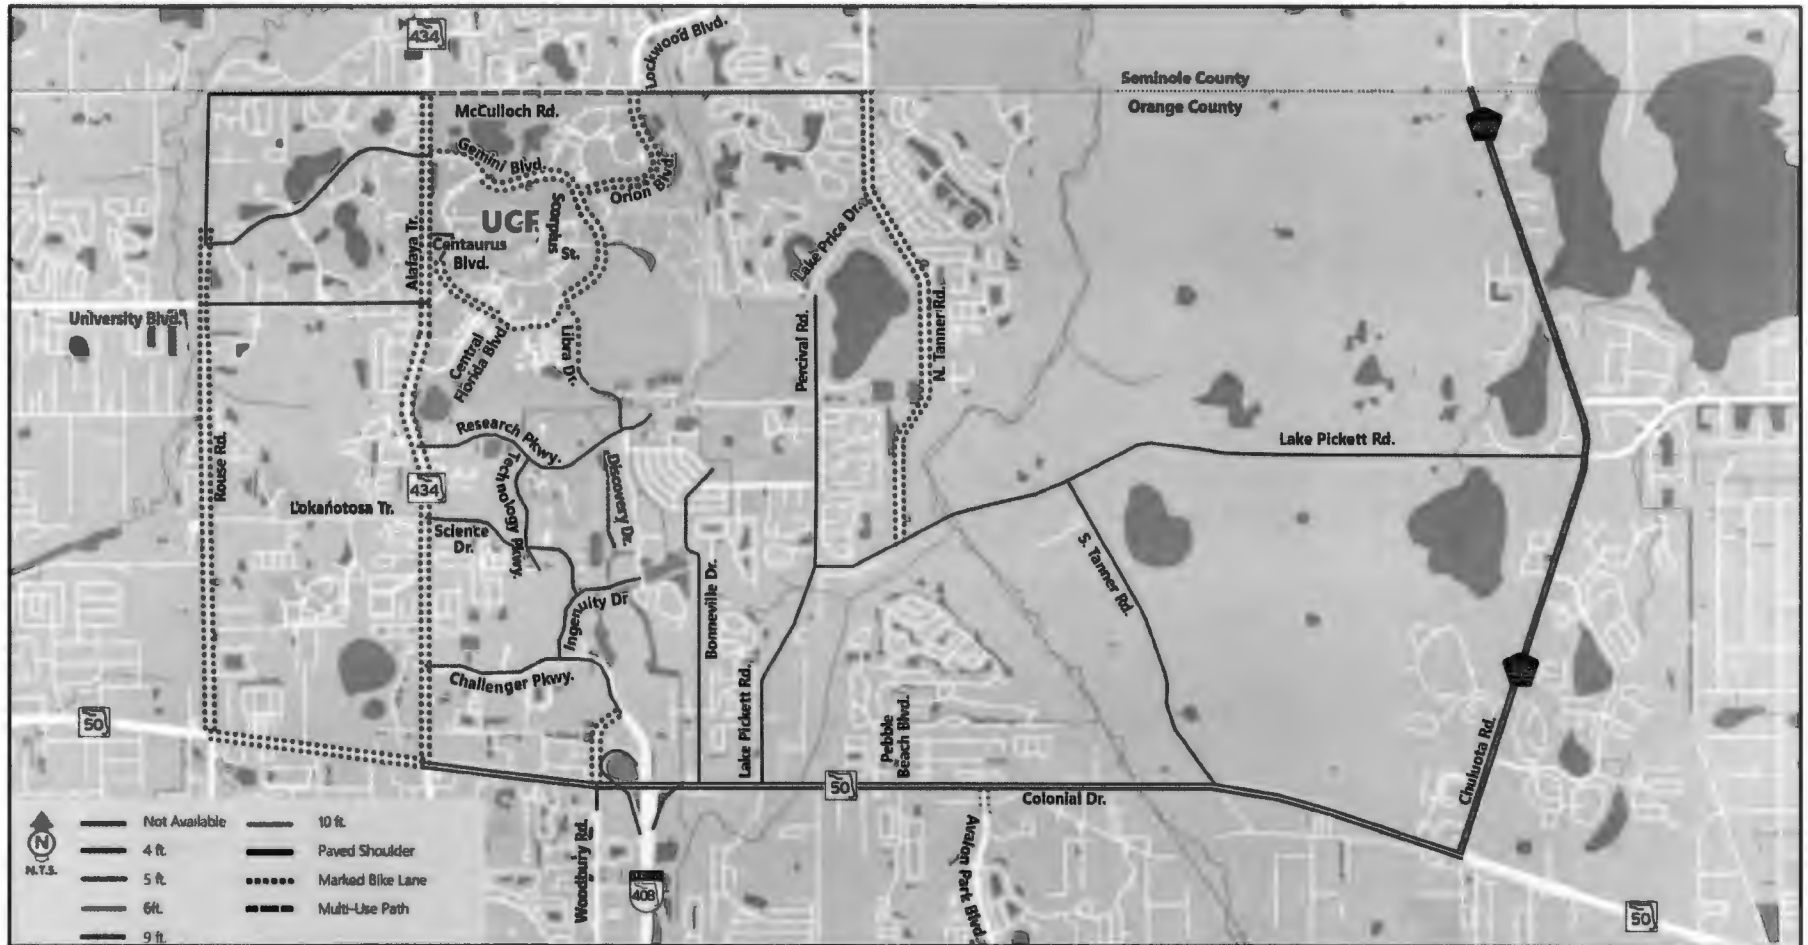 434
Lockwood Blvd.
Seminole County
Orange County
McCulloch Rd.
Gemini Blvd.
Orion Blvd.
UCF
Scorpius
St.
Centaurus
Blvd.
Alafaya Tr.
Lake Price Dr.
University Blvd.
Central
Florida Blvd.
Libra Dr.
Percival Rd.
N. Tanner Rd.
Rouse Rd.
Research Pkwy.
Technology Pkwy.
Discovery Dr.
Lake Pickett Rd.
434
Lokanotosa Tr.
Science
Dr.
S. Tanner Rd.
Ingenuity Dr
Bonneville Dr.
Challenger Pkwy.
Lake Pickett Rd.
Pebble
Beach Blvd.
Chuluota Rd.
50
50
Colonial Dr.
Woodbury Rd.
Avalon Park Blvd.
408
50
N
N.T.S.
Not Available
4 ft.
5 ft.
6ft.
9 ft.
10 ft.
Paved Shoulder
Marked Bike Lane
Multi-Use Path